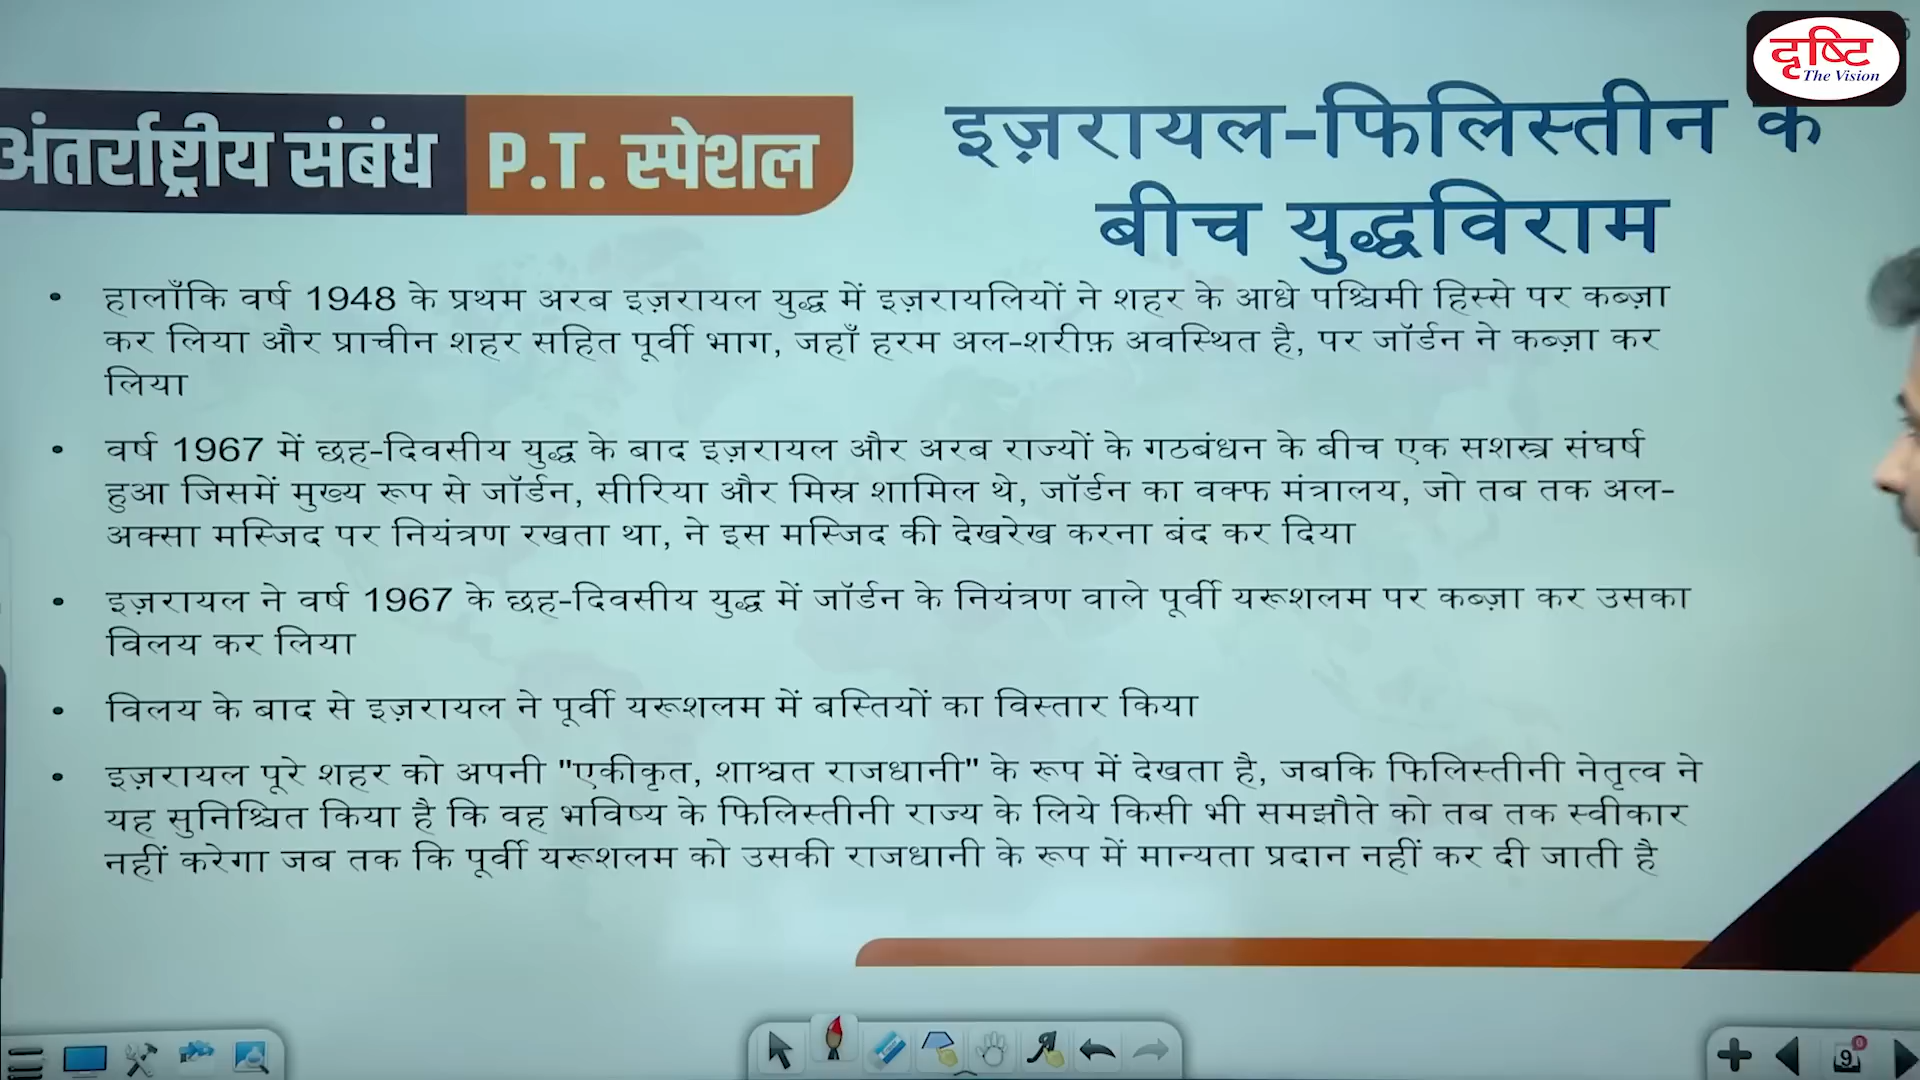 दृष्टि
The Vision
अंतर्राष्ट्रीय संबंध P.T. स्पेशल
इज़रायल-फिलिस्तीन के
बीच युद्धविराम
• हालाँकि वर्ष 1948 के प्रथम अरब इज़रायल युद्ध में इज़रायलियों ने शहर के आधे पश्चिमी हिस्से पर कब्ज़ा
कर लिया और प्राचीन शहर सहित पूर्वी भाग, जहाँ हरम अल-शरीफ़ अवस्थित है, पर जॉर्डन ने कब्ज़ा कर
लिया
• वर्ष 1967 में छह-दिवसीय युद्ध के बाद इज़रायल और अरब राज्यों के गठबंधन के बीच एक सशस्त्र संघर्ष
हुआ जिसमें मुख्य रूप से जॉर्डन, सीरिया और मिस्र शामिल थे, जॉर्डन का वक्फ मंत्रालय, जो तब तक अल-
अक्सा मस्जिद पर नियंत्रण रखता था, ने इस मस्जिद की देखरेख करना बंद कर दिया
• इज़रायल ने वर्ष 1967 के छह-दिवसीय युद्ध में जॉर्डन के नियंत्रण वाले पूर्वी यरूशलम पर कब्ज़ा कर उसका
विलय कर लिया
• विलय के बाद से इज़रायल ने पूर्वी यरूशलम में बस्तियों का विस्तार किया
• इज़रायल पूरे शहर को अपनी "एकीकृत, शाश्वत राजधानी" के रूप में देखता है, जबकि फिलिस्तीनी नेतृत्व ने
यह सुनिश्चित किया है कि वह भविष्य के फिलिस्तीनी राज्य के लिये किसी भी समझौते को तब तक स्वीकार
नहीं करेगा जब तक कि पूर्वी यरूशलम को उसकी राजधानी के रूप में मान्यता प्रदान नहीं कर दी जाती है
9
0